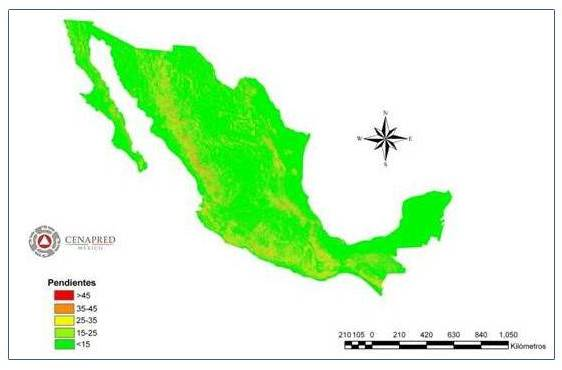 N
W E
S
CENAPRED
MÉXICO
Pendientes
>45
35-45
25-35
15-25
<15
210 105 0 210 420 630 840 1,050
Kilómetros